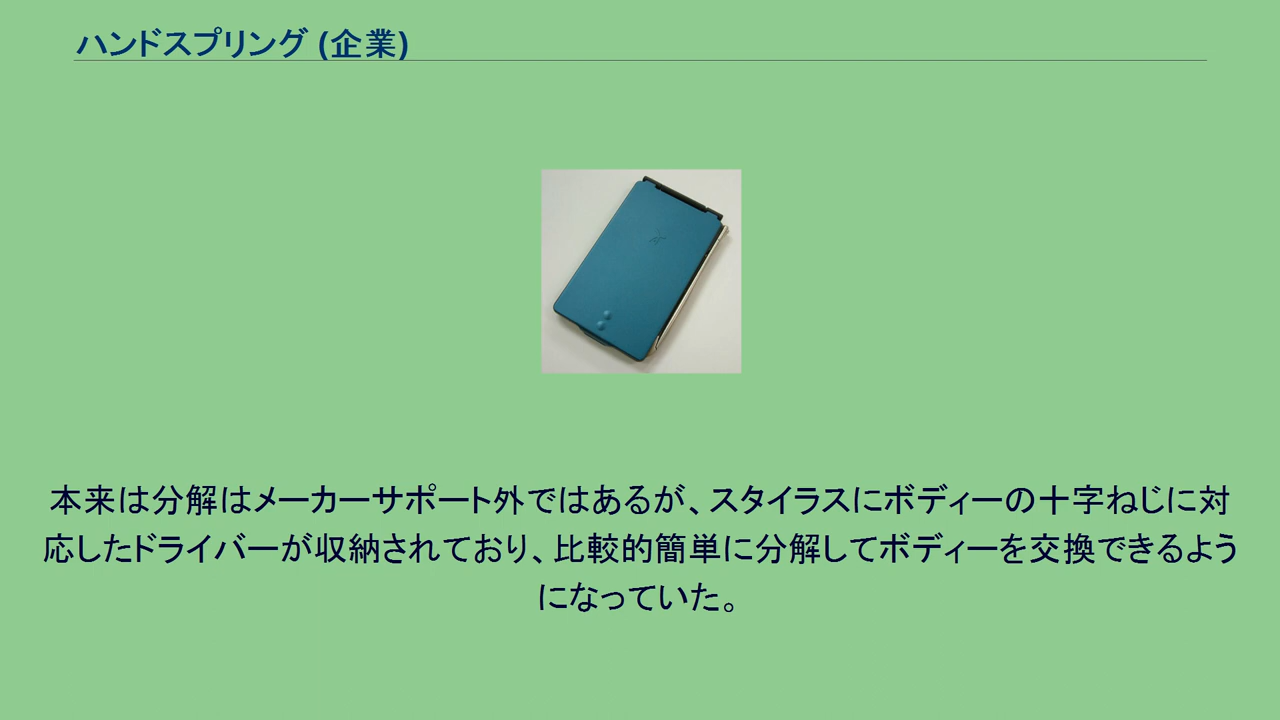 ハンドスプリング (企業)
本来は分解はメーカーサポート外ではあるが、スタイラスにボディーの十字ねじに対
応したドライバーが収納されており、比較的簡単に分解してボディーを交換できるよう
になっていた。